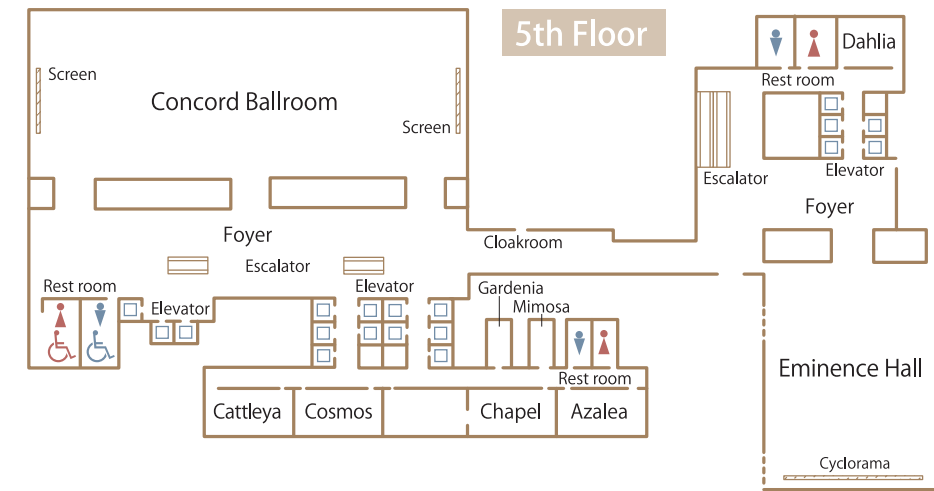 5th Floor
Dahlia
Screen
Rest room
Concord Ballroom
Screen
Elevator
Escalator
Foyer
Foyer
Cloakroom
Escalator
Rest room
Elevator
Gardenia
Elevator
Mimosa
Eminence Hall
Rest room
Cattleya
Cosmos
Chapel
Azalea
Cyclorama